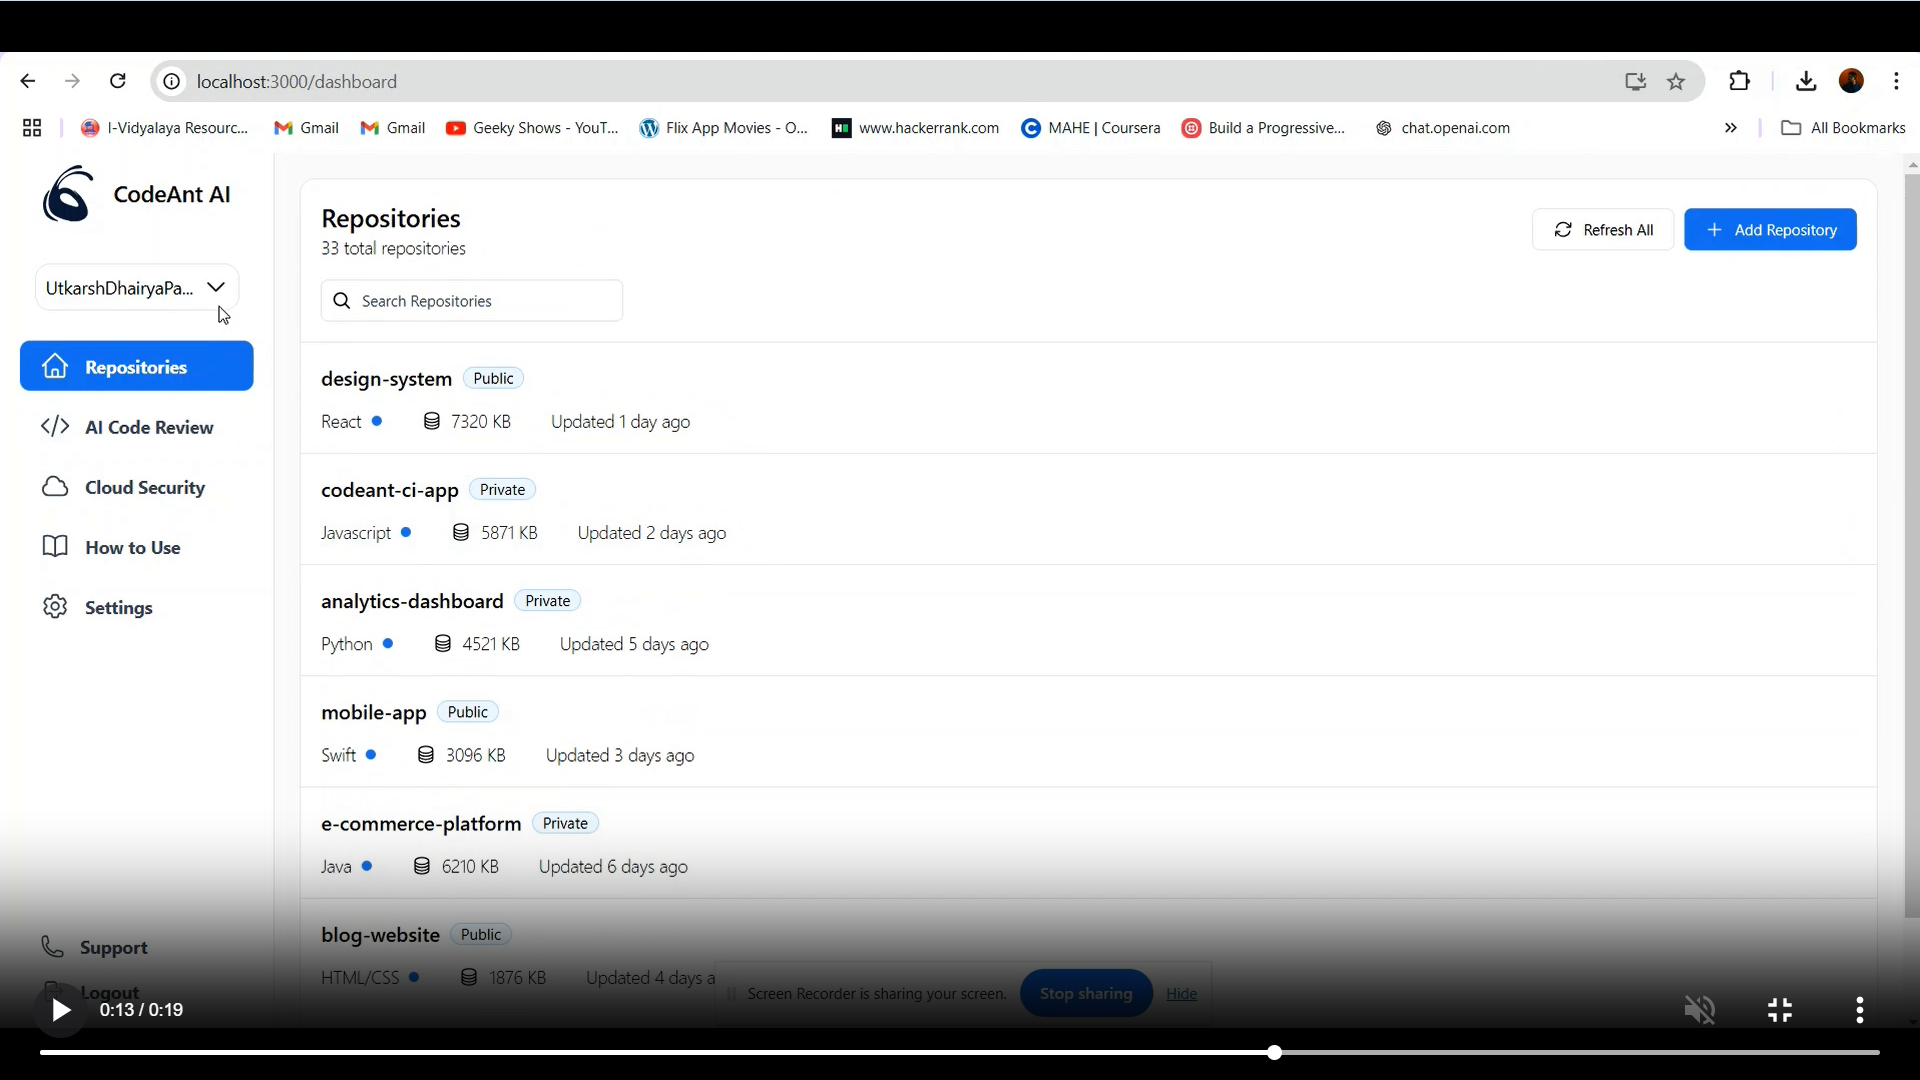 localhost:3000/dashboard
I-Vidyalaya Resourc...
Gmail
Gmail
Geeky Shows - YouT...
Flix App Movies - O...
www.hackerrank.com
MAHE | Coursera
Build a Progressive...
chat.openai.com
All Bookmarks
CodeAnt AI
UtkarshDhairyaPa...
Repositories
AI Code Review
Cloud Security
How to Use
Settings
Support
Logout
Repositories
33 total repositories
Refresh All
Add Repository
Search Repositories
design-system Public
React 7320 KB Updated 1 day ago
codeant-ci-app Private
Javascript 5871 KB Updated 2 days ago
analytics-dashboard Private
Python 4521 KB Updated 5 days ago
mobile-app Public
Swift 3096 KB Updated 3 days ago
e-commerce-platform Private
Java 6210 KB Updated 6 days ago
blog-website Public
HTML/CSS 1876 KB Updated 4 days a
Screen Recorder is sharing your screen. Stop sharing Hide
0:13 / 0:19